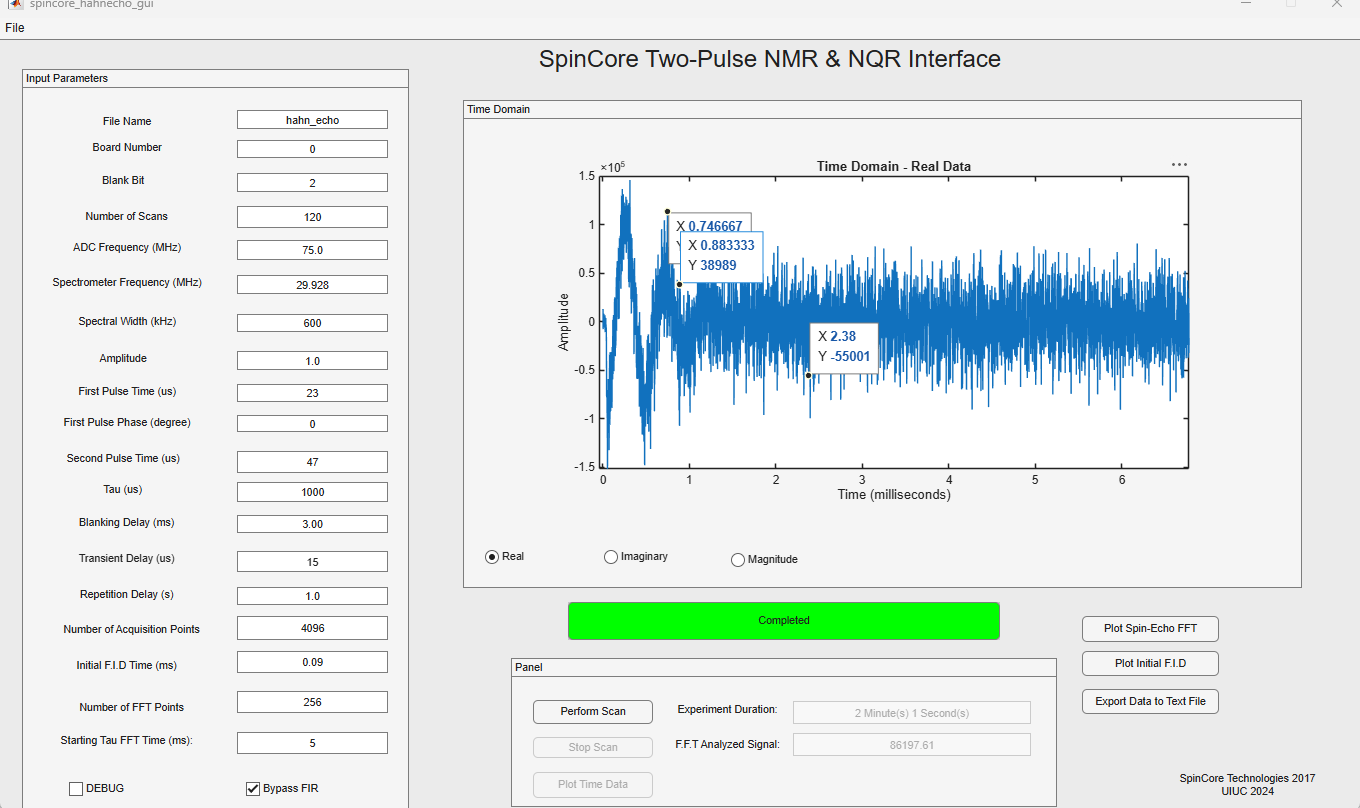 spincore_hahnecho_gui
File
SpinCore Two-Pulse NMR & NQR Interface
Input Parameters
File Name hahn_echo
Board Number 0
Blank Bit 2
Number of Scans 120
ADC Frequency (MHz) 75.0
Spectrometer Frequency (MHz) 29.928
Spectral Width (kHz) 600
Amplitude 1.0
First Pulse Time (us) 23
First Pulse Phase (degree) 0
Second Pulse Time (us) 47
Tau (us) 1000
Blanking Delay (ms) 3.00
Transient Delay (us) 15
Repetition Delay (s) 1.0
Number of Acquisition Points 4096
Initial F.I.D Time (ms) 0.09
Number of FFT Points 256
Starting Tau FFT Time (ms): 5
DEBUG Bypass FIR
Time Domain
Time Domain - Real Data
×10⁵
1.5
1
0.5
0
-0.5
-1
-1.5
Amplitude
X 0.746667
Y
X 0.883333
Y 38989
X 2.38
Y -55001
0 1 2 3 4 5 6
Time (milliseconds)
Real Imaginary Magnitude
Completed
Plot Spin-Echo FFT
Plot Initial F.I.D
Export Data to Text File
Panel
Perform Scan
Stop Scan
Plot Time Data
Experiment Duration: 2 Minute(s) 1 Second(s)
F.F.T Analyzed Signal: 86197.61
SpinCore Technologies 2017
UIUC 2024